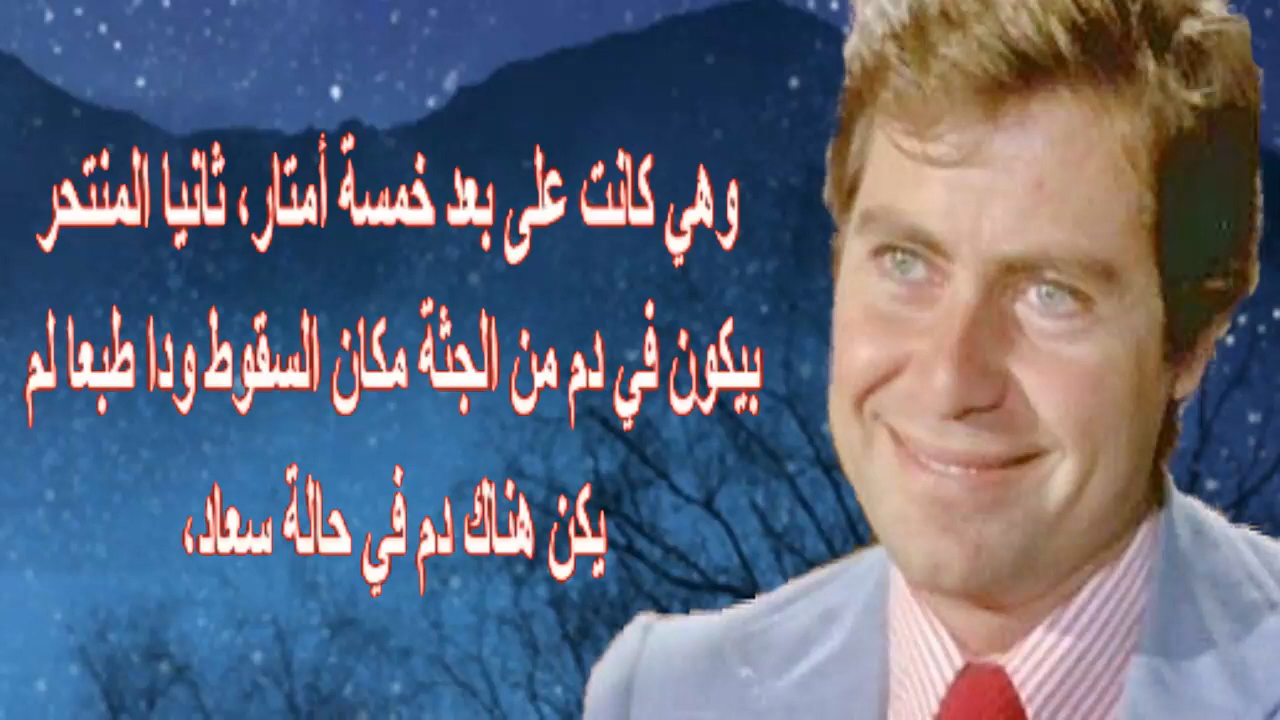 وهي كانت على بعد خمسة أمتار، ثانيا المنتحر
بيكون في دم من الجثة مكان السقوط ودا طبعا لم
يكن هناك دم في حالة سعاد،